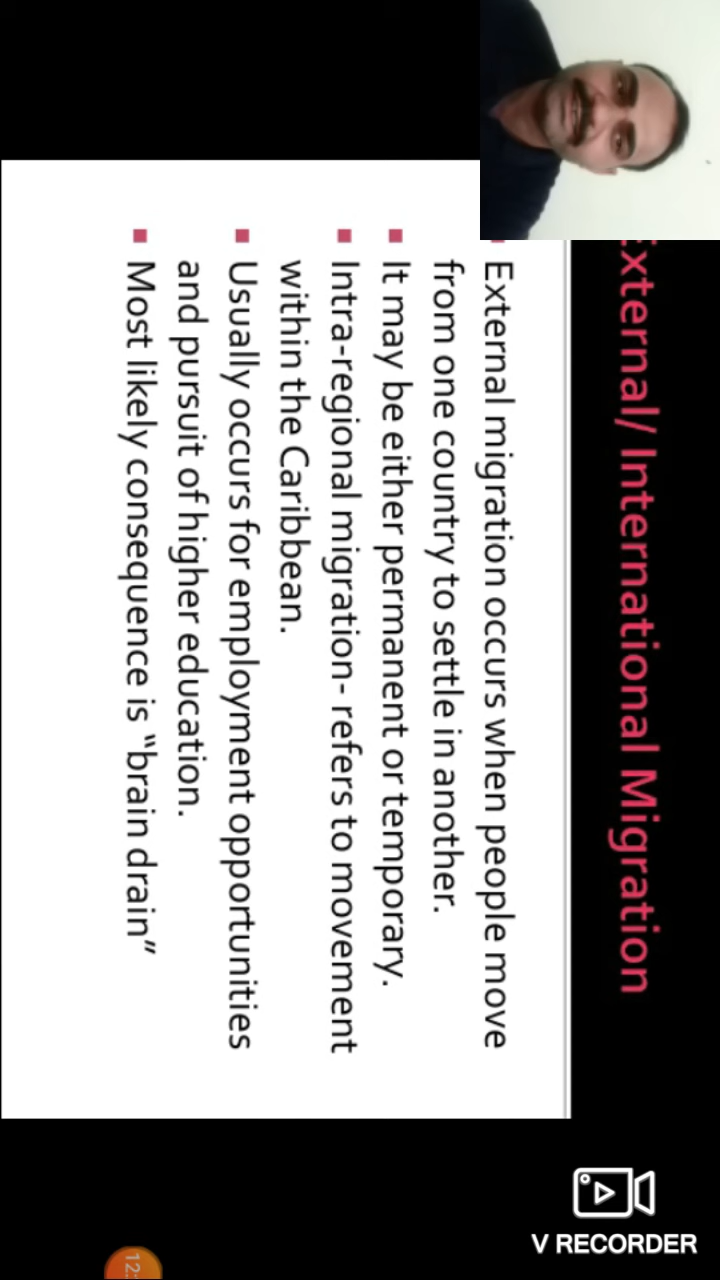 External/ International Migration
External migration occurs when people move
from one country to settle in another.
It may be either permanent or temporary.
Intra-regional migration- refers to movement
within the Caribbean.
Usually occurs for employment opportunities
and pursuit of higher education.
Most likely consequence is “brain drain”
V RECORDER
12: